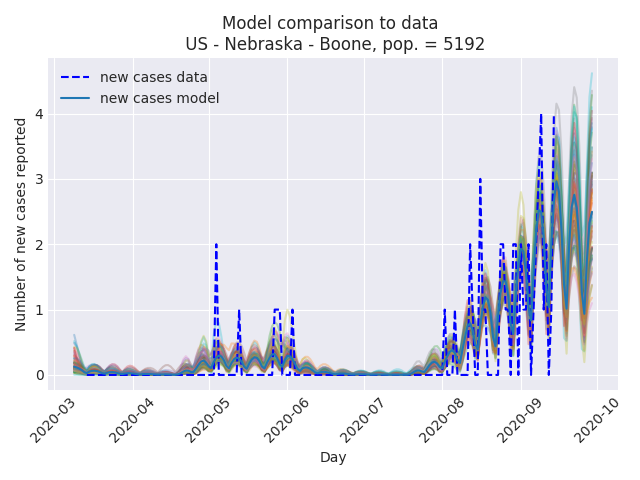 Model comparison to data
US - Nebraska - Boone, pop. = 5192
new cases data
new cases model
Number of new cases reported
4
3
2
1
0
2020-03
2020-04
2020-05
2020-06
2020-07
2020-08
2020-09
2020-10
Day